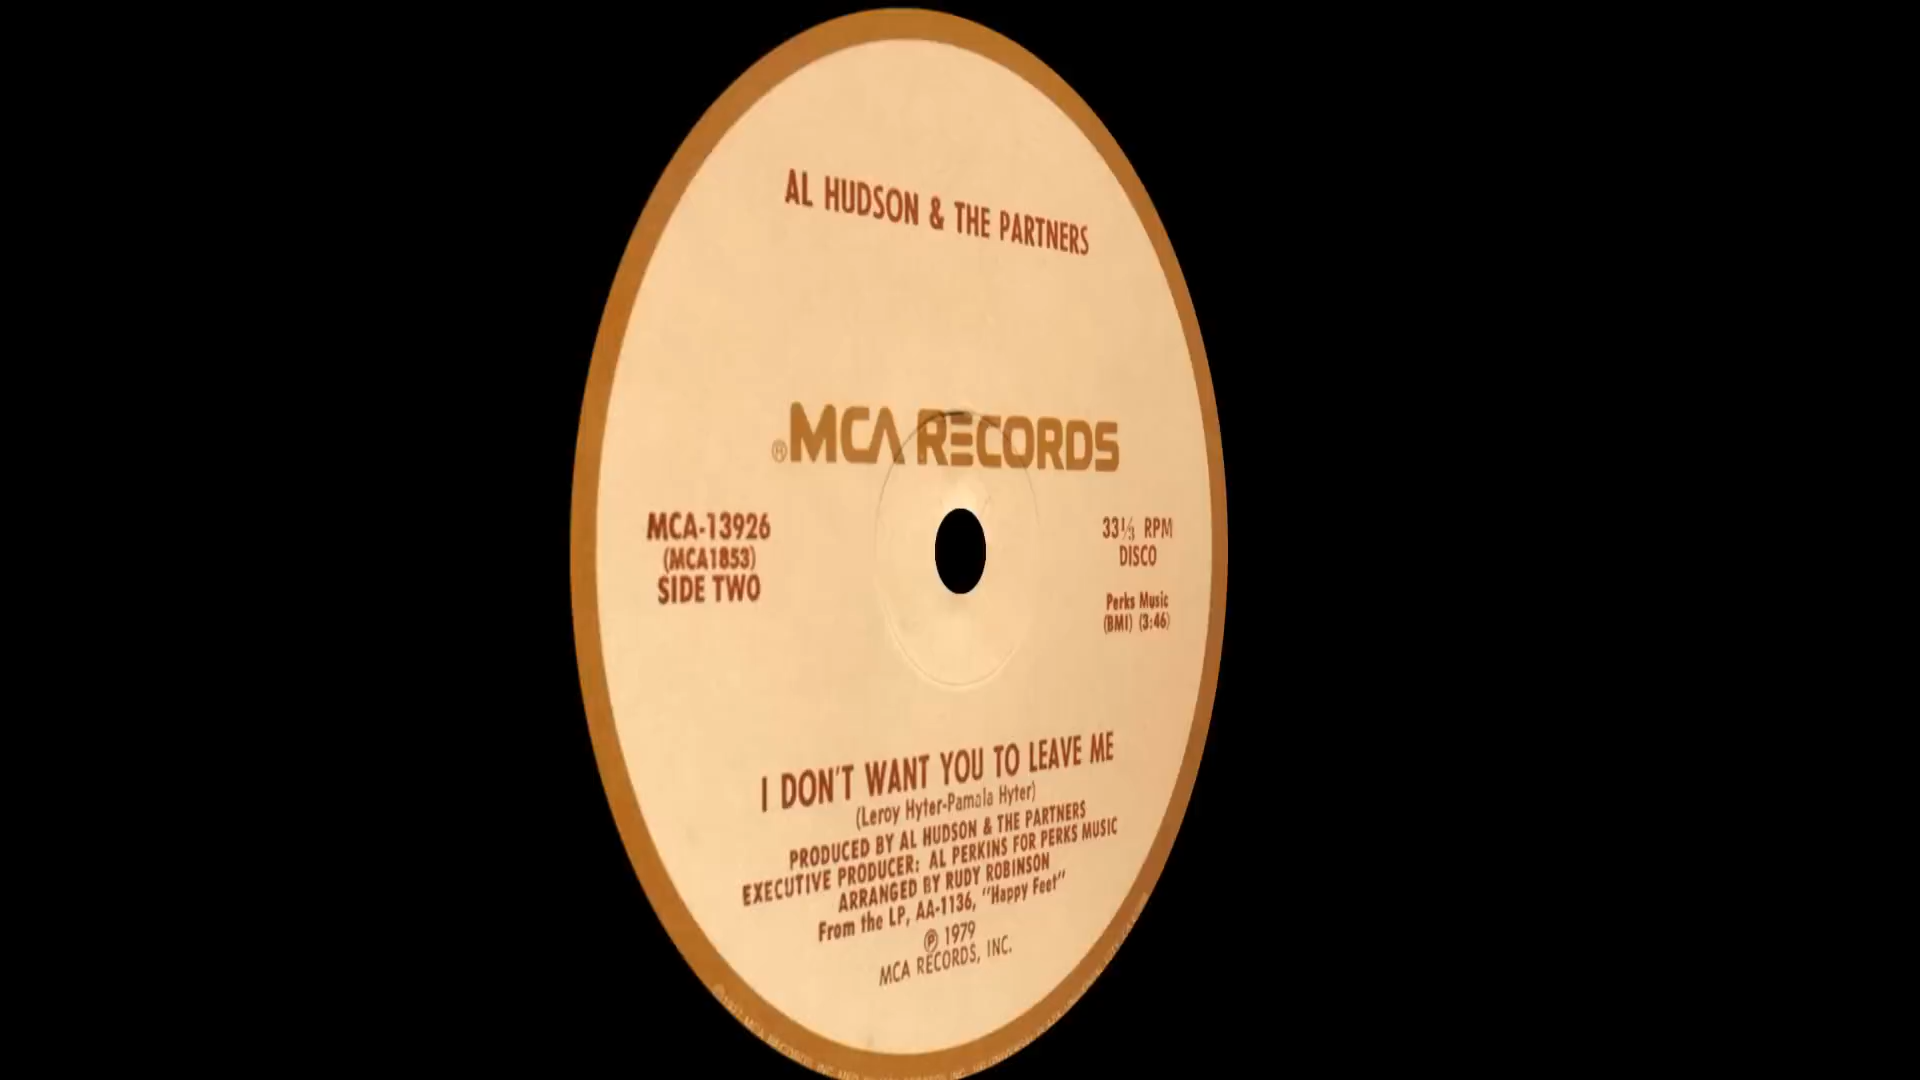 AL HUDSON & THE PARTNERS
®MCA RECORDS
MCA-13926
(MCA1853)
SIDE TWO
33⅓ RPM
DISCO
Perks Music
(BMI) (3:46)
I DON'T WANT YOU TO LEAVE ME
(Leroy Hyter-Pamala Hyter)
PRODUCED BY AL HUDSON & THE PARTNERS
EXECUTIVE PRODUCER: AL PERKINS FOR PERKS MUSIC
ARRANGED BY RUDY ROBINSON
From the LP, AA-1136, "Happy Feet"
℗ 1979
MCA RECORDS, INC.